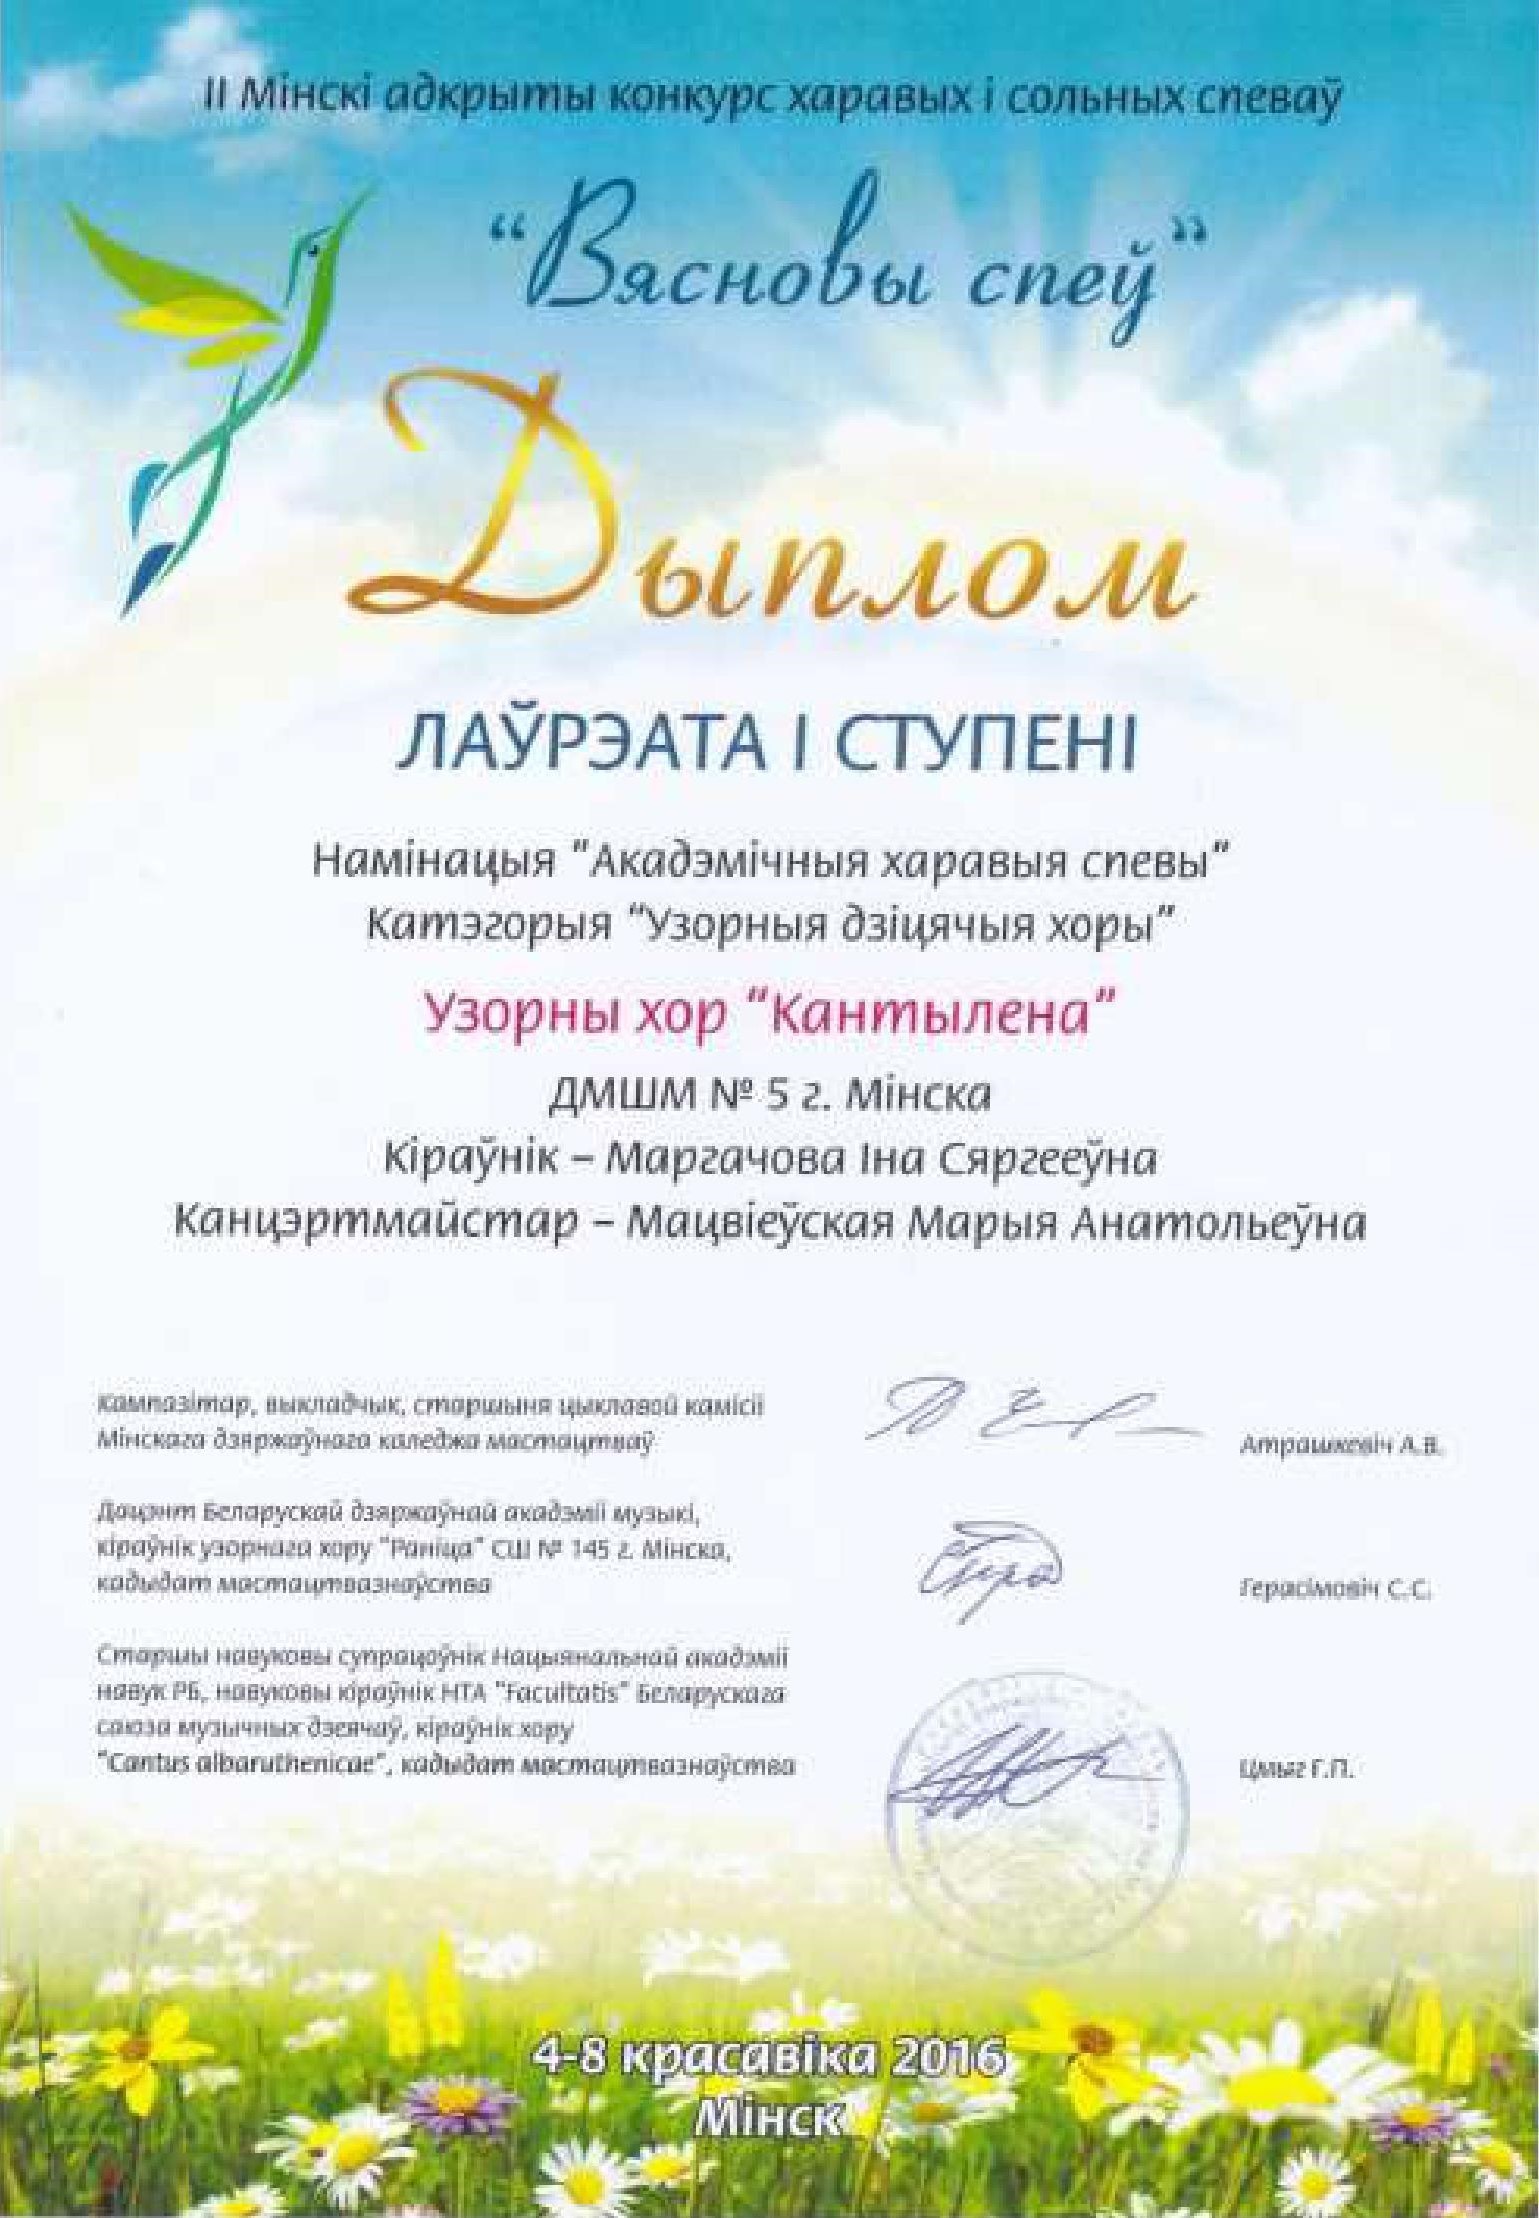 II Мінскі адкрыты конкурс харавых і сольных спеваў
“Вясновы спеў”
Дыплом
ЛАЎРЭАТА І СТУПЕНІ
Намінацыя “Акадэмічныя харавыя спевы”
Катэгорыя “Узорныя дзіцячыя хоры”
Узорны хор “Кантылена”
ДМШМ № 5 г. Мінска
Кіраўнік – Маргачова Іна Сяргееўна
Канцэртмайстар – Мацвіеўская Марыя Анатольеўна
Кампазітар, выкладчык, старшыня цыклавой камісіі
Мінскага дзяржаўнага каледжа мастацтваў
Атрашкевіч А.В.
Дацэнт Беларускай дзяржаўнай акадэміі музыкі,
кіраўнік узорнага хору “Раніца” СШ № 145 г. Мінска,
кадыдат мастацтвазнаўства
Герасімовіч С.С.
Старшы навуковы супрацоўнік Нацыянальнай акадэміі
навук РБ, навуковы кіраўнік НТА “Facultatis” Беларускага
саюза музычных дзеячаў, кіраўнік хору
“Cantus albaruthenicae”, кадыдат мастацтвазнаўства
Цмыг Г.П.
4-8 красавіка 2016
Мінск